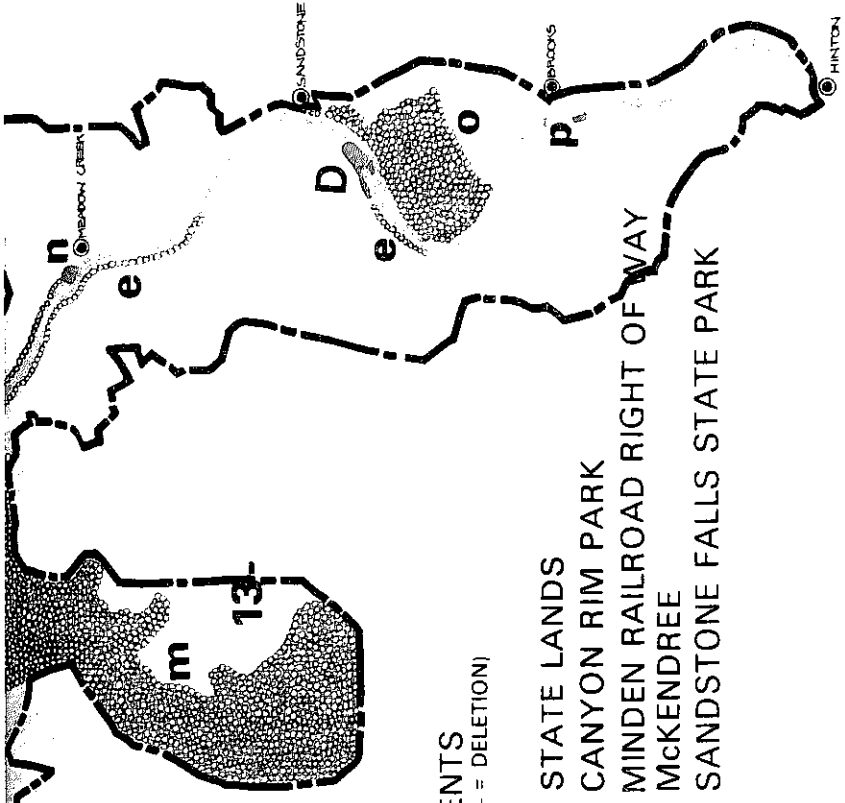 MEADOW CREEK
n
SANDSTONE
e
D
e
o
BROOKS
p
HINTON
m
13-
ENTS
- = DELETION)
STATE LANDS
CANYON RIM PARK
MINDEN RAILROAD RIGHT OF WAY
McKENDREE
SANDSTONE FALLS STATE PARK